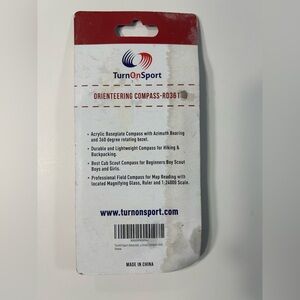 TurnOnSport
ORIENTEERING COMPASS-RO361
• Acrylic Baseplate Compass with Azimuth Bearing
and 360 degree rotating bezel.
• Durable and Lightweight Compass for Hiking &
Backpacking.
• Best Cub Scout Compass for Beginners Boy Scout
Boys and Girls.
• Professional Field Compass for Map Reading with
located Magnifying Glass, Ruler and 1:24000 Scale.
www.turnonsport.com
MADE IN CHINA